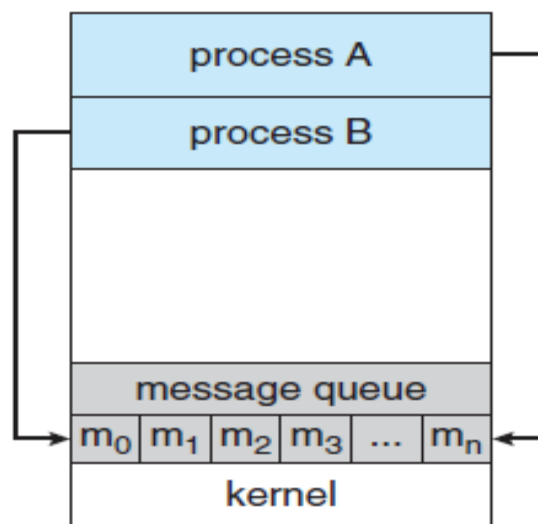 process A
process B
message queue
m₀ m₁ m₂ m₃ ... mₙ
kernel